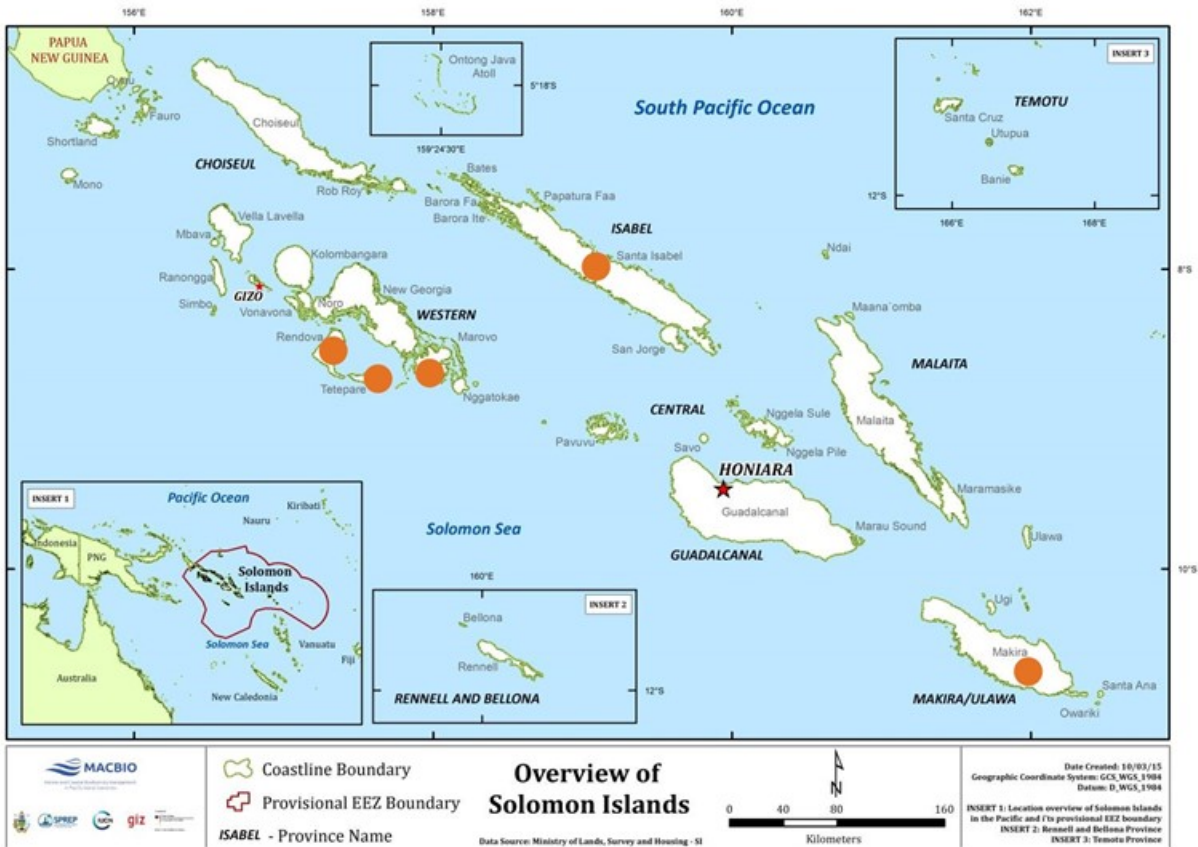 156°E
158°E
160°E
162°E
PAPUA
NEW GUINEA
Ovau
Fauro
Shortland
Mono
Choiseul
CHOISEUL
Rob Roy
Ontong Java
Atoll
5°18'S
159°24'30"E
South Pacific Ocean
INSERT 3
TEMOTU
Santa Cruz
Utupua
Banie
12°S
166°E
168°E
Bates
Barora Fa
Papatura Faa
Barora Ite
ISABEL
Santa Isabel
San Jorge
Vella Lavella
Mbava
Ranongga
Simbo
GIZO
Kolombangara
Vonavona
Noro
New Georgia
WESTERN
Rendova
Marovo
Tetepare
Nggatokae
Ndai
8°S
8°S
Maana`omba
MALAITA
Malaita
Maramasike
CENTRAL
Nggela Sule
Nggela Pile
Pavuvu
Savo
HONIARA
Guadalcanal
Marau Sound
GUADALCANAL
Ulawa
10°S
10°S
Ugi
Makira
Santa Ana
Owariki
MAKIRA/ULAWA
Solomon Sea
INSERT 1
Pacific Ocean
Kiribati
Nauru
Indonesia
PNG
Solomon
Islands
Solomon Sea
Vanuatu
Fiji
Australia
New Caledonia
160°E
INSERT 2
Bellona
Rennell
12°S
RENNELL AND BELLONA
MACBIO
SPREP
IUCN
giz
Coastline Boundary
Provisional EEZ Boundary
ISABEL - Province Name
Overview of
Solomon Islands
Data Source: Ministry of Lands, Survey and Housing - SI
N
0 40 80 160
Kilometers
Date Created: 10/03/15
Geographic Coordinate System: GCS_WGS_1984
Datum: D_WGS_1984
INSERT 1: Location overview of Solomon Islands
in the Pacific and i'ts provisional EEZ boundary
INSERT 2: Rennell and Bellona Province
INSERT 3: Temotu Province